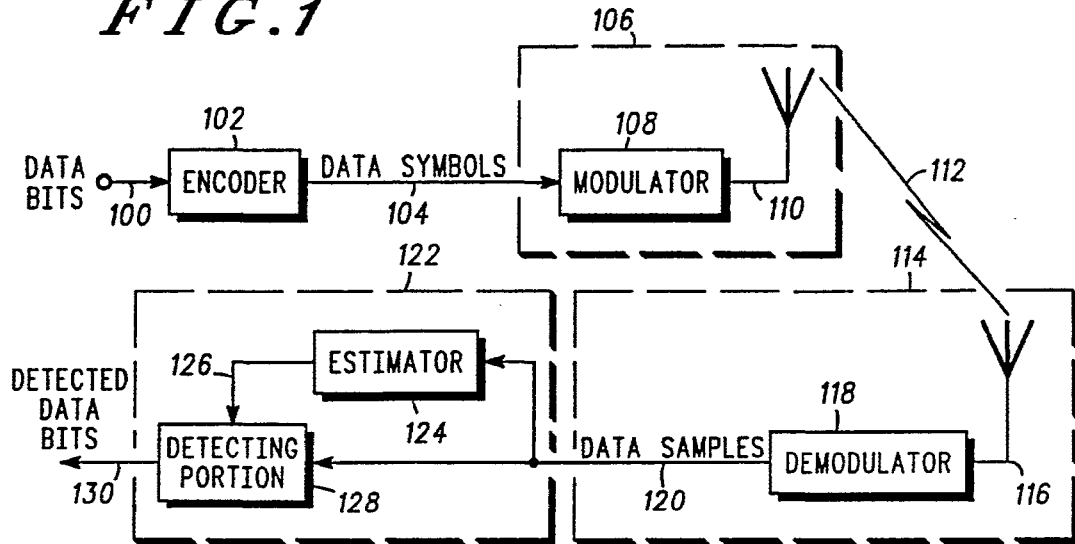 FIG.1
106
102
108
DATA
BITS
100
ENCODER
DATA SYMBOLS
104
MODULATOR
110
112
122
114
126
ESTIMATOR
124
DETECTED
DATA
BITS
130
DETECTING
PORTION
128
DATA SAMPLES
120
118
DEMODULATOR
116